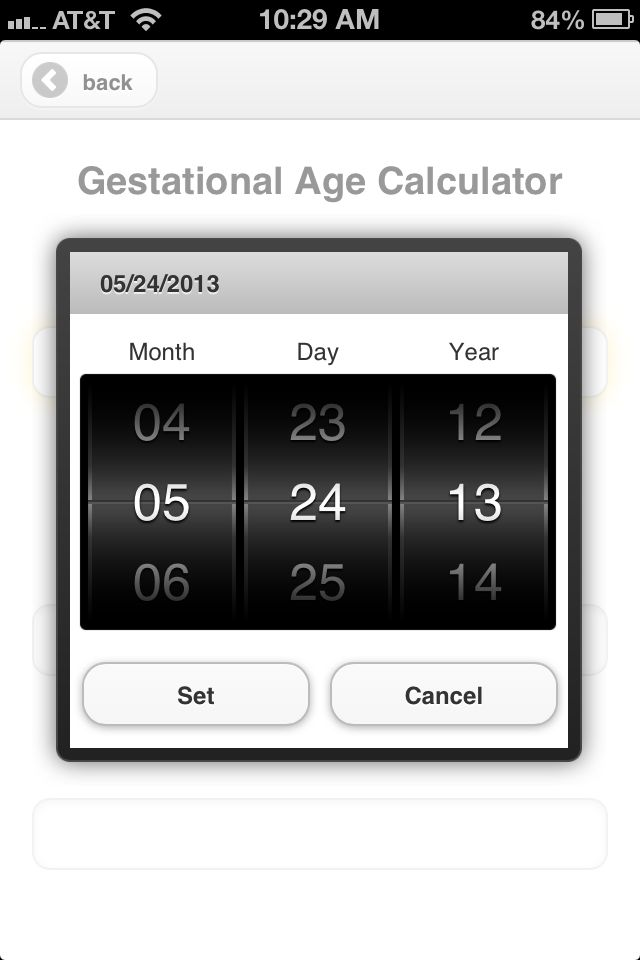 AT&T 10:29 AM 84%
back
Gestational Age Calculator
05/24/2013
Month Day Year
04 23 12
05 24 13
06 25 14
Set Cancel